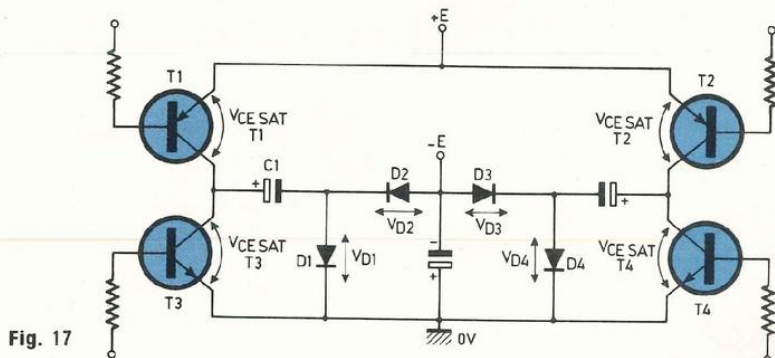 +E
T1
T2
VCE SAT
T1
VCE SAT
T2
-E
C1
+
D2
D3
+
VD2
VD3
VCE SAT
T3
D1
VD1
-
+
VD4
D4
VCE SAT
T4
T3
T4
Fig. 17
0V